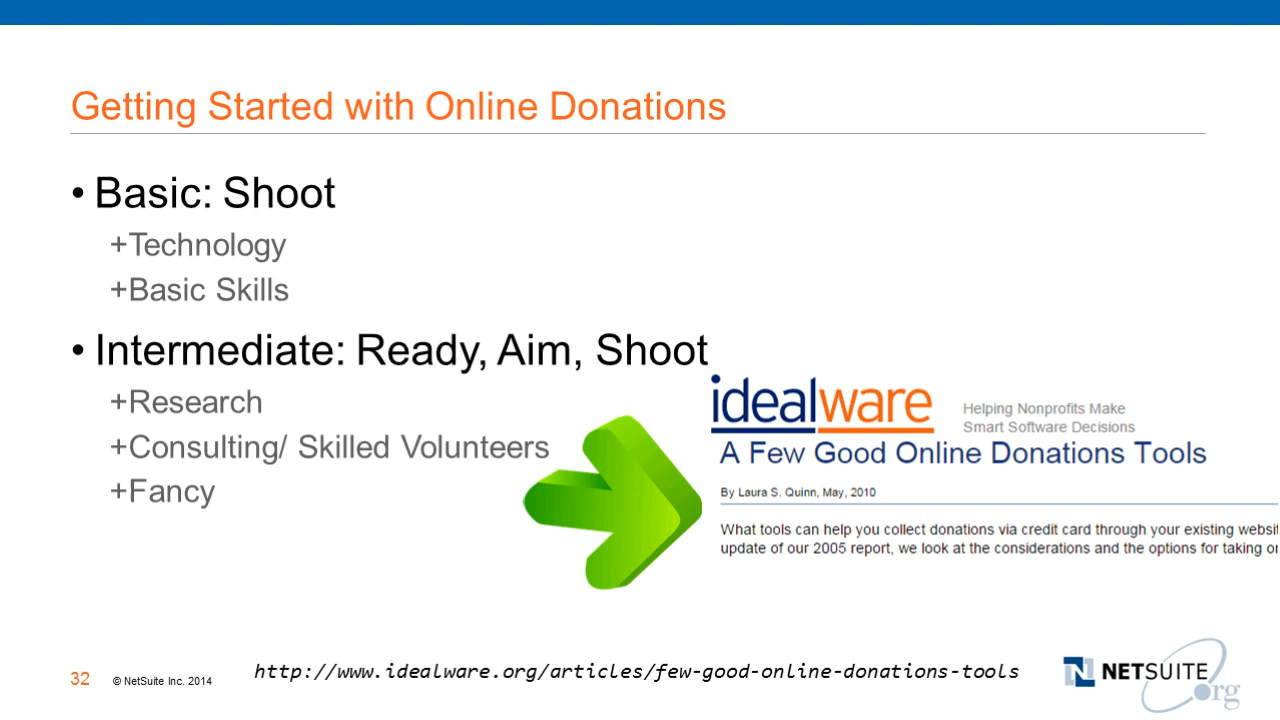 Getting Started with Online Donations
• Basic: Shoot
+Technology
+Basic Skills
• Intermediate: Ready, Aim, Shoot
+Research
+Consulting/ Skilled Volunteers
+Fancy
idealware
Helping Nonprofits Make
Smart Software Decisions
A Few Good Online Donations Tools
By Laura S. Quinn, May, 2010
What tools can help you collect donations via credit card through your existing websit
update of our 2005 report, we look at the considerations and the options for taking or
32
© NetSuite Inc. 2014
http://www.idealware.org/articles/few-good-online-donations-tools
NETSUITE
.org